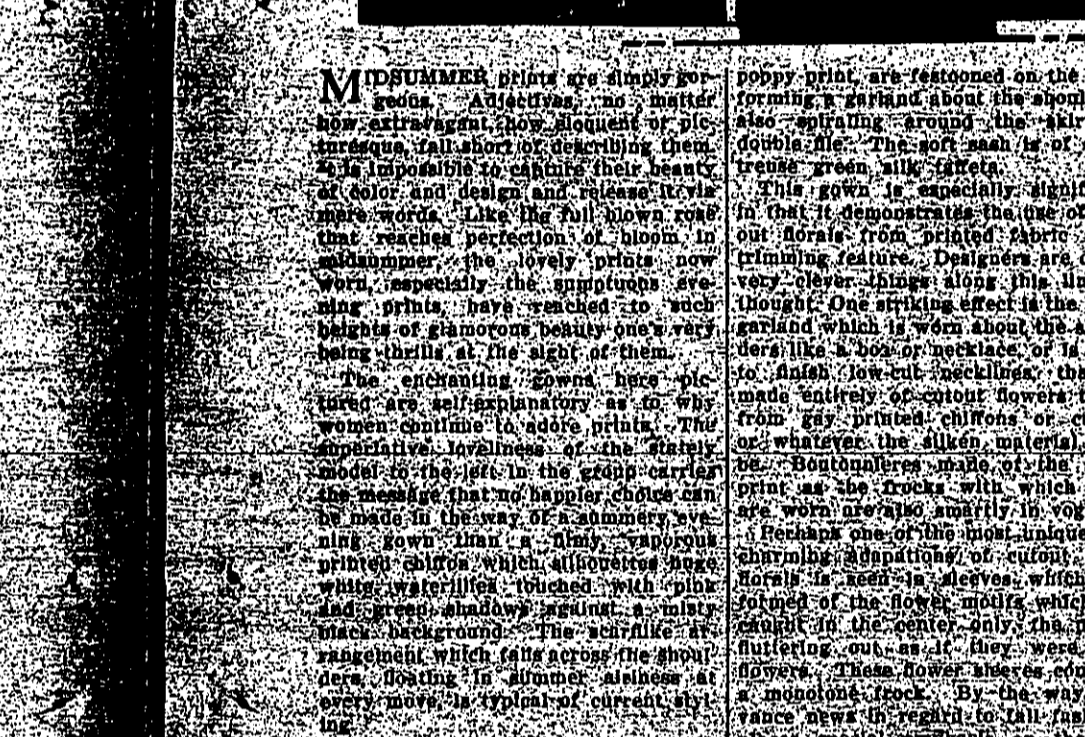 MIDSUMMER prints are simply gor-
geous. Adjectives, no matter
how extravagant, how eloquent or pic-
turesque, fall short of describing them.
It is impossible to capture their beauty
of color and design and release it via
mere words. Like the full blown rose
that reaches perfection of bloom in
midsummer, the lovely prints now
worn, especially the sumptuous eve-
ning prints, have reached to such
heights of glamorous beauty one's very
being thrills at the sight of them.
The enchanting gowns here pic-
tured are self-explanatory as to why
women continue to adore prints. The
superlative loveliness of the stately
model to the left in the group carries
the message that no happier choice can
be made in the way of a summery eve-
ning gown than a filmy, vaporous
printed chiffon which silhouettes huge
white waterlilies touched with pink
and green shadows against a misty
black background. The scarflike ar-
rangement which falls across the shoul-
ders, floating in summer airiness at
every move, is typical of current styl-
ing.
poppy print, are festooned on the
forming a garland about the shoul
also spiraling around the skir
double file. The soft sash is of
treuse green silk taffeta.
This gown is especially signif
in that it demonstrates the use of
out florals from printed fabric
trimming feature. Designers are
very clever things along this li
thought. One striking effect is the
garland which is worn about the
ders like a boa or necklace, or is
to finish low-cut necklines, the
made entirely of cutout flowers
from gay printed chiffons or
or whatever the silken material
be. Boutonnieres made of the
print as the frocks with which
are worn are also smartly in vog
Perhaps one of the most unique
charming adapations of cutout
florals is seen in sleeves which
formed of the flower motifs whic
caught in the center only, the
fluttering out as if they were
flowers. These flower sleeves
a monotone frock. By the way
vance news in regard to fall fas